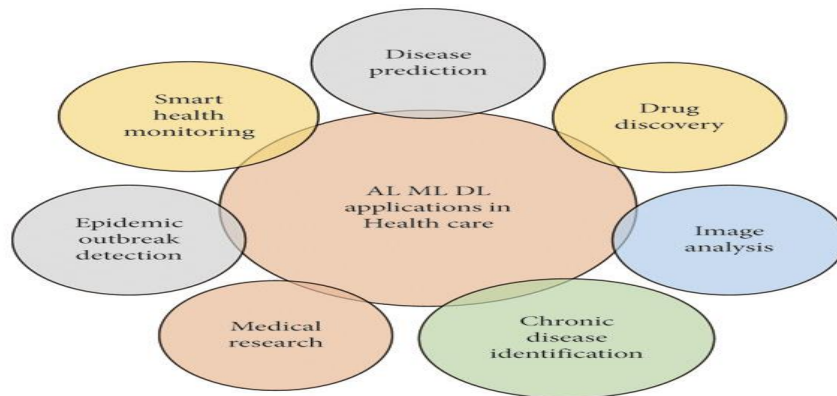 Disease
prediction
Smart
health
monitoring
Drug
discovery
AL ML DL
applications in
Health care
Epidemic
outbreak
detection
Image
analysis
Medical
research
Chronic
disease
identification